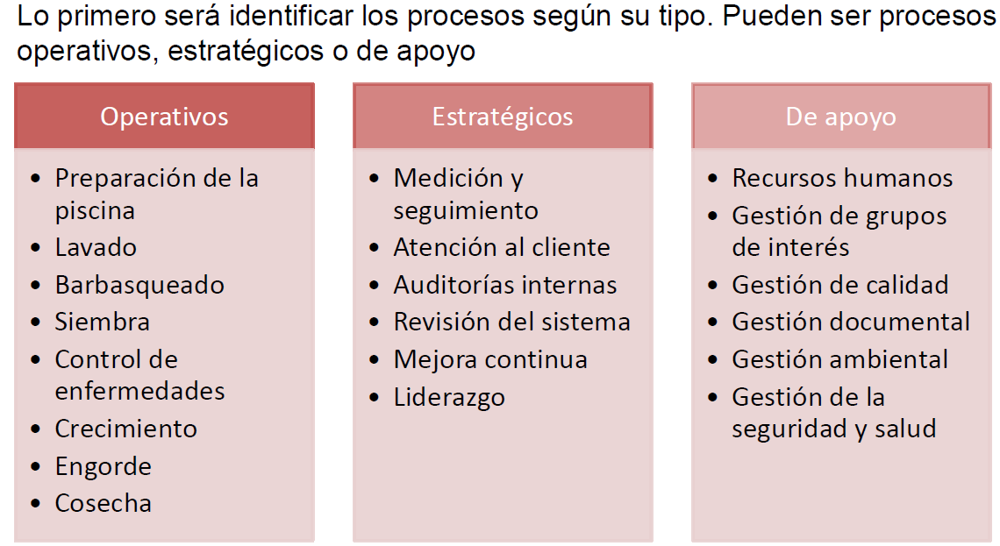 Lo primero será identificar los procesos según su tipo. Pueden ser procesos
operativos, estratégicos o de apoyo
Operativos
• Preparación de la
piscina
• Lavado
• Barbasqueado
• Siembra
• Control de
enfermedades
• Crecimiento
• Engorde
• Cosecha
Estratégicos
• Medición y
seguimiento
• Atención al cliente
• Auditorías internas
• Revisión del sistema
• Mejora continua
• Liderazgo
De apoyo
• Recursos humanos
• Gestión de grupos
de interés
• Gestión de calidad
• Gestión documental
• Gestión ambiental
• Gestión de la
seguridad y salud